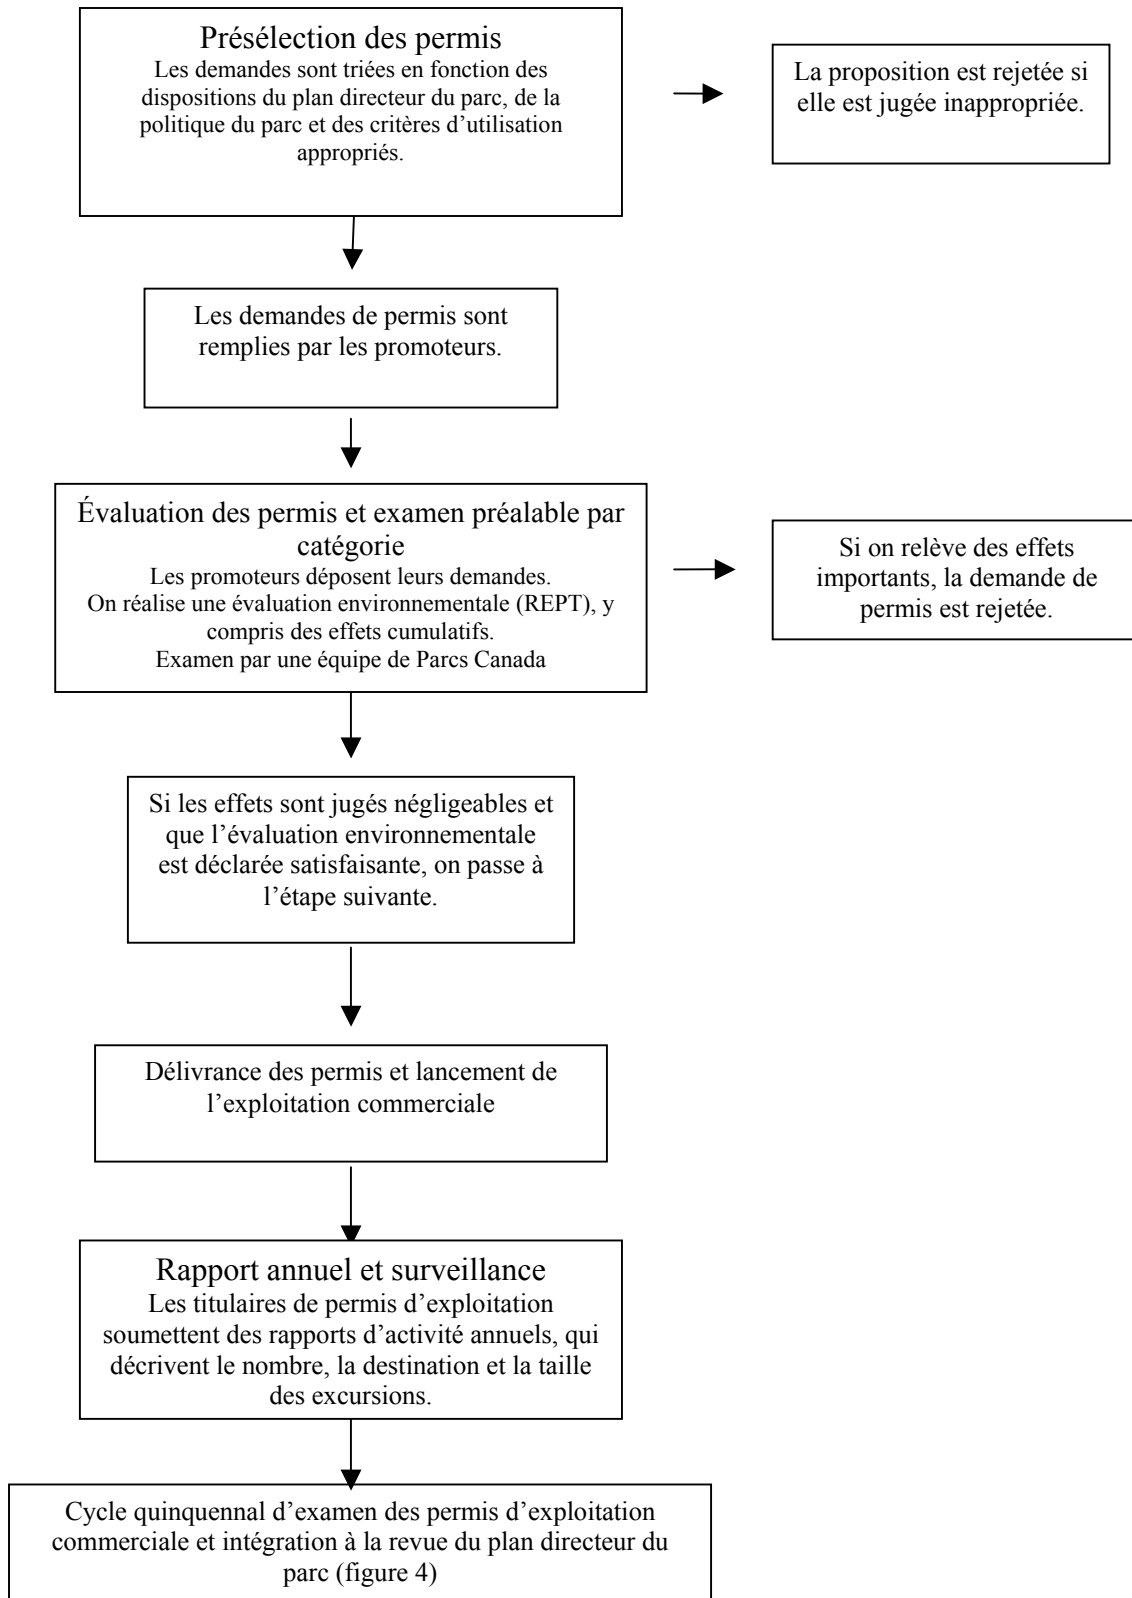 Présélection des permis
Les demandes sont triées en fonction des
dispositions du plan directeur du parc, de la
politique du parc et des critères d’utilisation
appropriés.
La proposition est rejetée si
elle est jugée inappropriée.
Les demandes de permis sont
remplies par les promoteurs.
Évaluation des permis et examen préalable par
catégorie
Les promoteurs déposent leurs demandes.
On réalise une évaluation environnementale (REPT), y
compris des effets cumulatifs.
Examen par une équipe de Parcs Canada
Si on relève des effets
importants, la demande de
permis est rejetée.
Si les effets sont jugés négligeables et
que l’évaluation environnementale
est déclarée satisfaisante, on passe à
l’étape suivante.
Délivrance des permis et lancement de
l’exploitation commerciale
Rapport annuel et surveillance
Les titulaires de permis d’exploitation
soumettent des rapports d’activité annuels, qui
décrivent le nombre, la destination et la taille
des excursions.
Cycle quinquennal d’examen des permis d’exploitation
commerciale et intégration à la revue du plan directeur du
parc (figure 4)